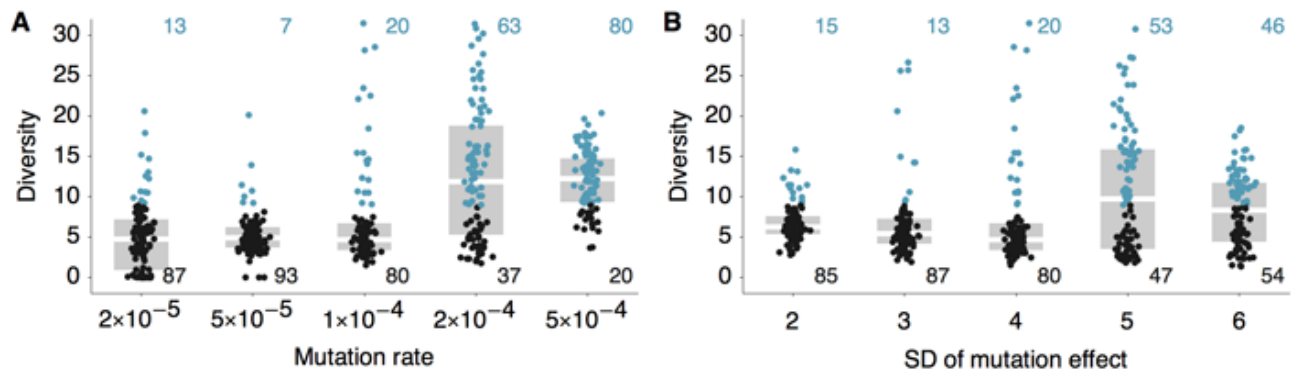 A
B
13 7 20 63 80
15 13 20 53 46
30
25
20
15
10
5
0
Diversity
87 93 80 37 20
2×10⁻⁵ 5×10⁻⁵ 1×10⁻⁴ 2×10⁻⁴ 5×10⁻⁴
Mutation rate
30
25
20
15
10
5
0
Diversity
85 87 80 47 54
2 3 4 5 6
SD of mutation effect